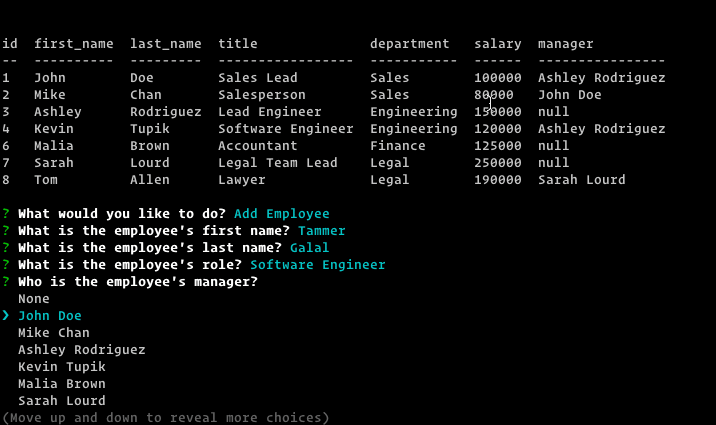 id  first_name  last_name  title              department   salary  manager
--  ----------  ---------  -----------------  -----------  ------  ----------------
1   John        Doe        Sales Lead         Sales        100000  Ashley Rodriguez
2   Mike        Chan       Salesperson        Sales        80000   John Doe
3   Ashley      Rodriguez  Lead Engineer      Engineering  150000  null
4   Kevin       Tupik      Software Engineer  Engineering  120000  Ashley Rodriguez
6   Malia       Brown      Accountant         Finance      125000  null
7   Sarah       Lourd      Legal Team Lead    Legal        250000  null
8   Tom         Allen      Lawyer             Legal        190000  Sarah Lourd
? What would you like to do? Add Employee
? What is the employee's first name? Tammer
? What is the employee's last name? Galal
? What is the employee's role? Software Engineer
? Who is the employee's manager?
  None
❯ John Doe
  Mike Chan
  Ashley Rodriguez
  Kevin Tupik
  Malia Brown
  Sarah Lourd
(Move up and down to reveal more choices)